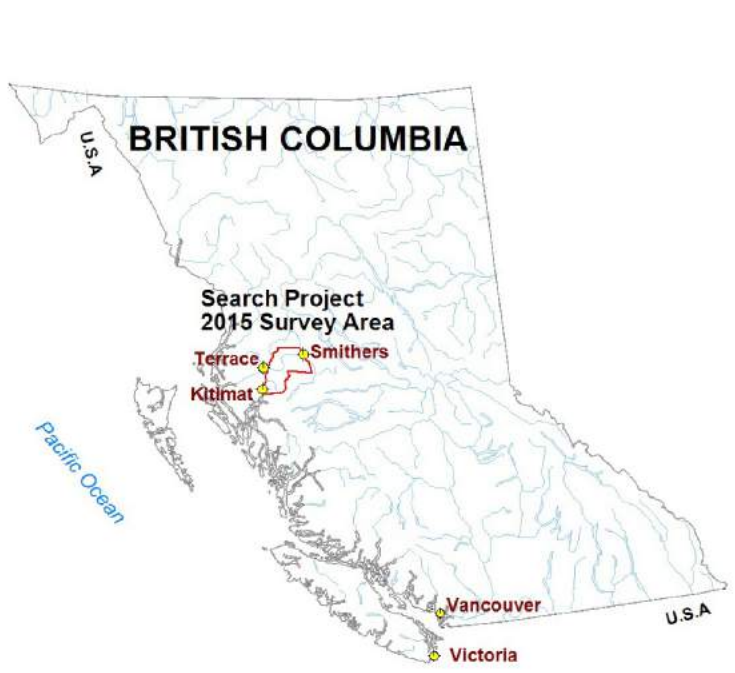 BRITISH COLUMBIA
U.S.A
Search Project
2015 Survey Area
Smithers
Terrace
Kitimat
Pacific Ocean
Vancouver
U.S.A
Victoria